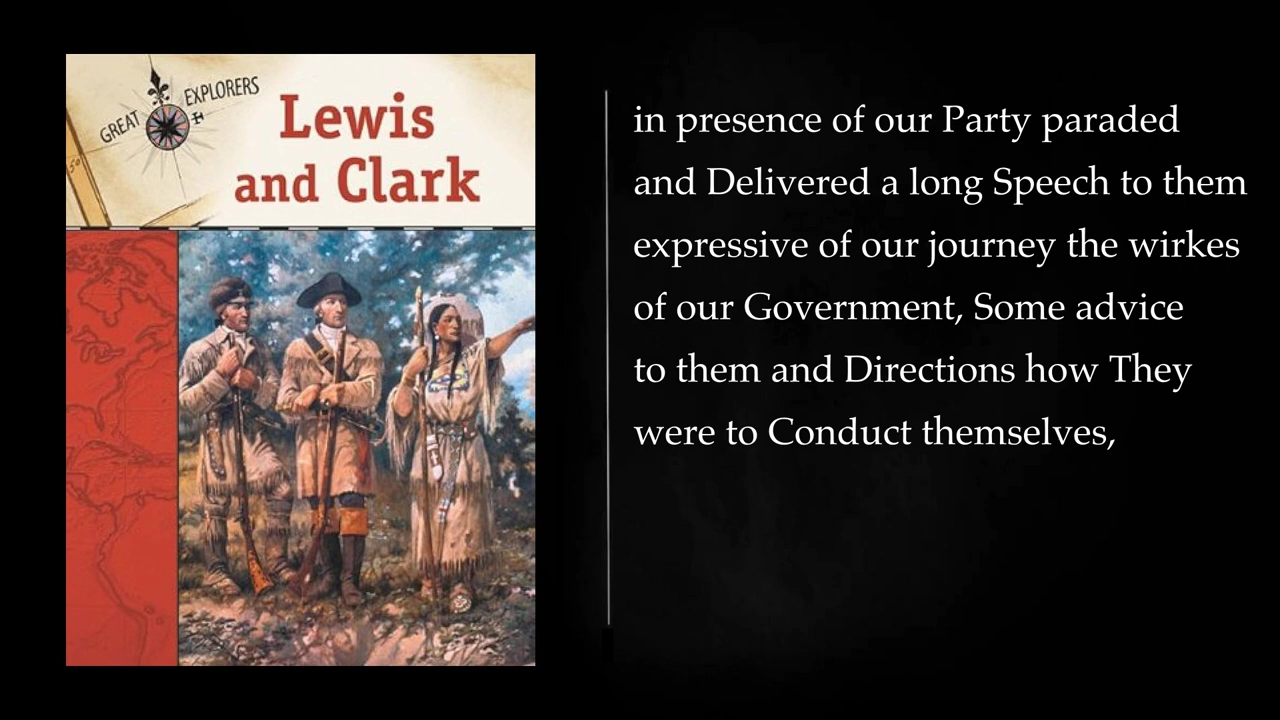 GREAT EXPLORERS
Lewis
and Clark
50
in presence of our Party paraded
and Delivered a long Speech to them
expressive of our journey the wirkes
of our Government, Some advice
to them and Directions how They
were to Conduct themselves,